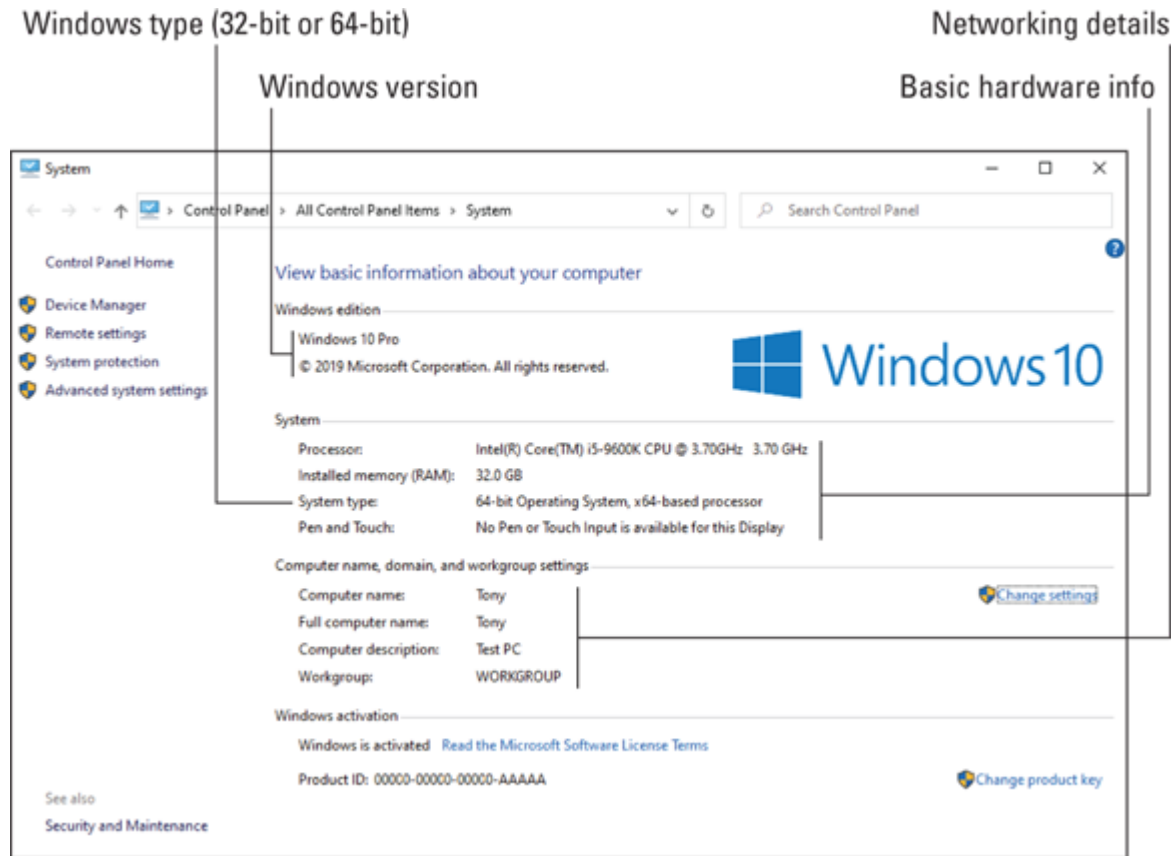 Windows type (32-bit or 64-bit)
Networking details
Windows version
Basic hardware info
System
Control Panel > All Control Panel Items > System
Search Control Panel
Control Panel Home
Device Manager
Remote settings
System protection
Advanced system settings
View basic information about your computer
Windows edition
Windows 10 Pro
© 2019 Microsoft Corporation. All rights reserved.
Windows 10
System
Processor: Intel(R) Core(TM) i5-9600K CPU @ 3.70GHz 3.70 GHz
Installed memory (RAM): 32.0 GB
System type: 64-bit Operating System, x64-based processor
Pen and Touch: No Pen or Touch Input is available for this Display
Computer name, domain, and workgroup settings
Computer name: Tony
Change settings
Full computer name: Tony
Computer description: Test PC
Workgroup: WORKGROUP
Windows activation
Windows is activated Read the Microsoft Software License Terms
Product ID: 00000-00000-00000-AAAAA
Change product key
See also
Security and Maintenance